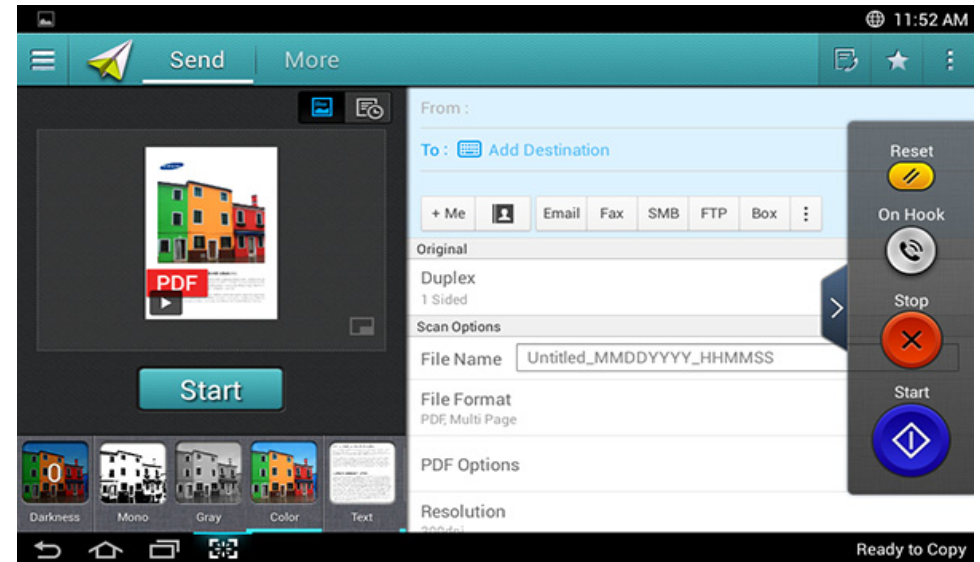 11:52 AM
Send
More
From :
To : Add Destination
+ Me
Email
Fax
SMB
FTP
Box
Original
Duplex
1 Sided
Scan Options
File Name
Untitled_MMDDYYYY_HHMMSS
File Format
PDF, Multi Page
PDF Options
Resolution
PDF
Start
0
Darkness
Mono
Gray
Color
Text
Reset
On Hook
Stop
Start
Ready to Copy